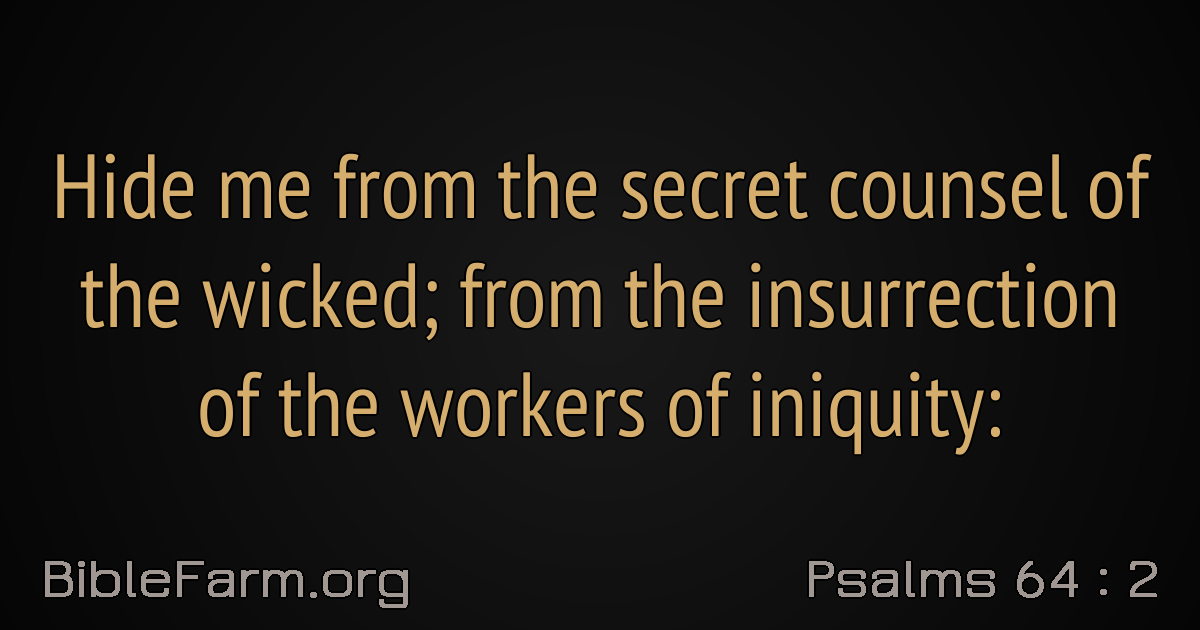 Hide me from the secret counsel of
the wicked; from the insurrection
of the workers of iniquity:
BibleFarm.org
Psalms 64 : 2